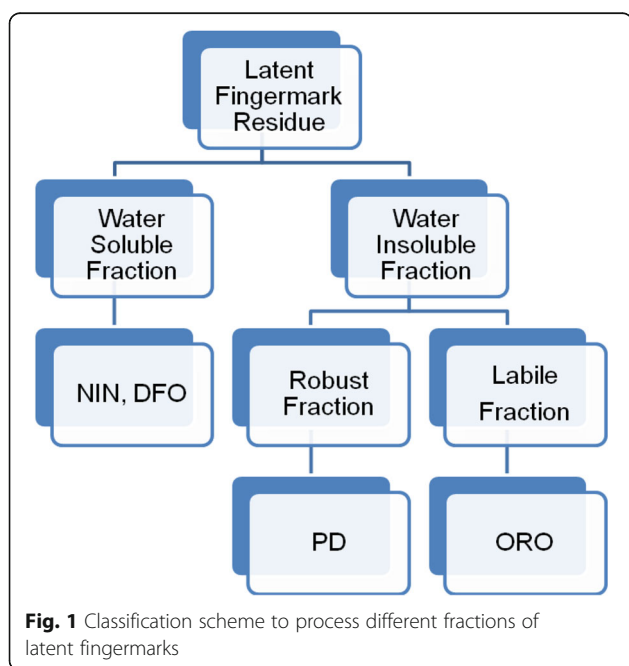 Latent
Fingermark
Residue
Water
Soluble
Fraction
Water
Insoluble
Fraction
NIN, DFO
Robust
Fraction
Labile
Fraction
PD
ORO
Fig. 1 Classification scheme to process different fractions of
latent fingermarks